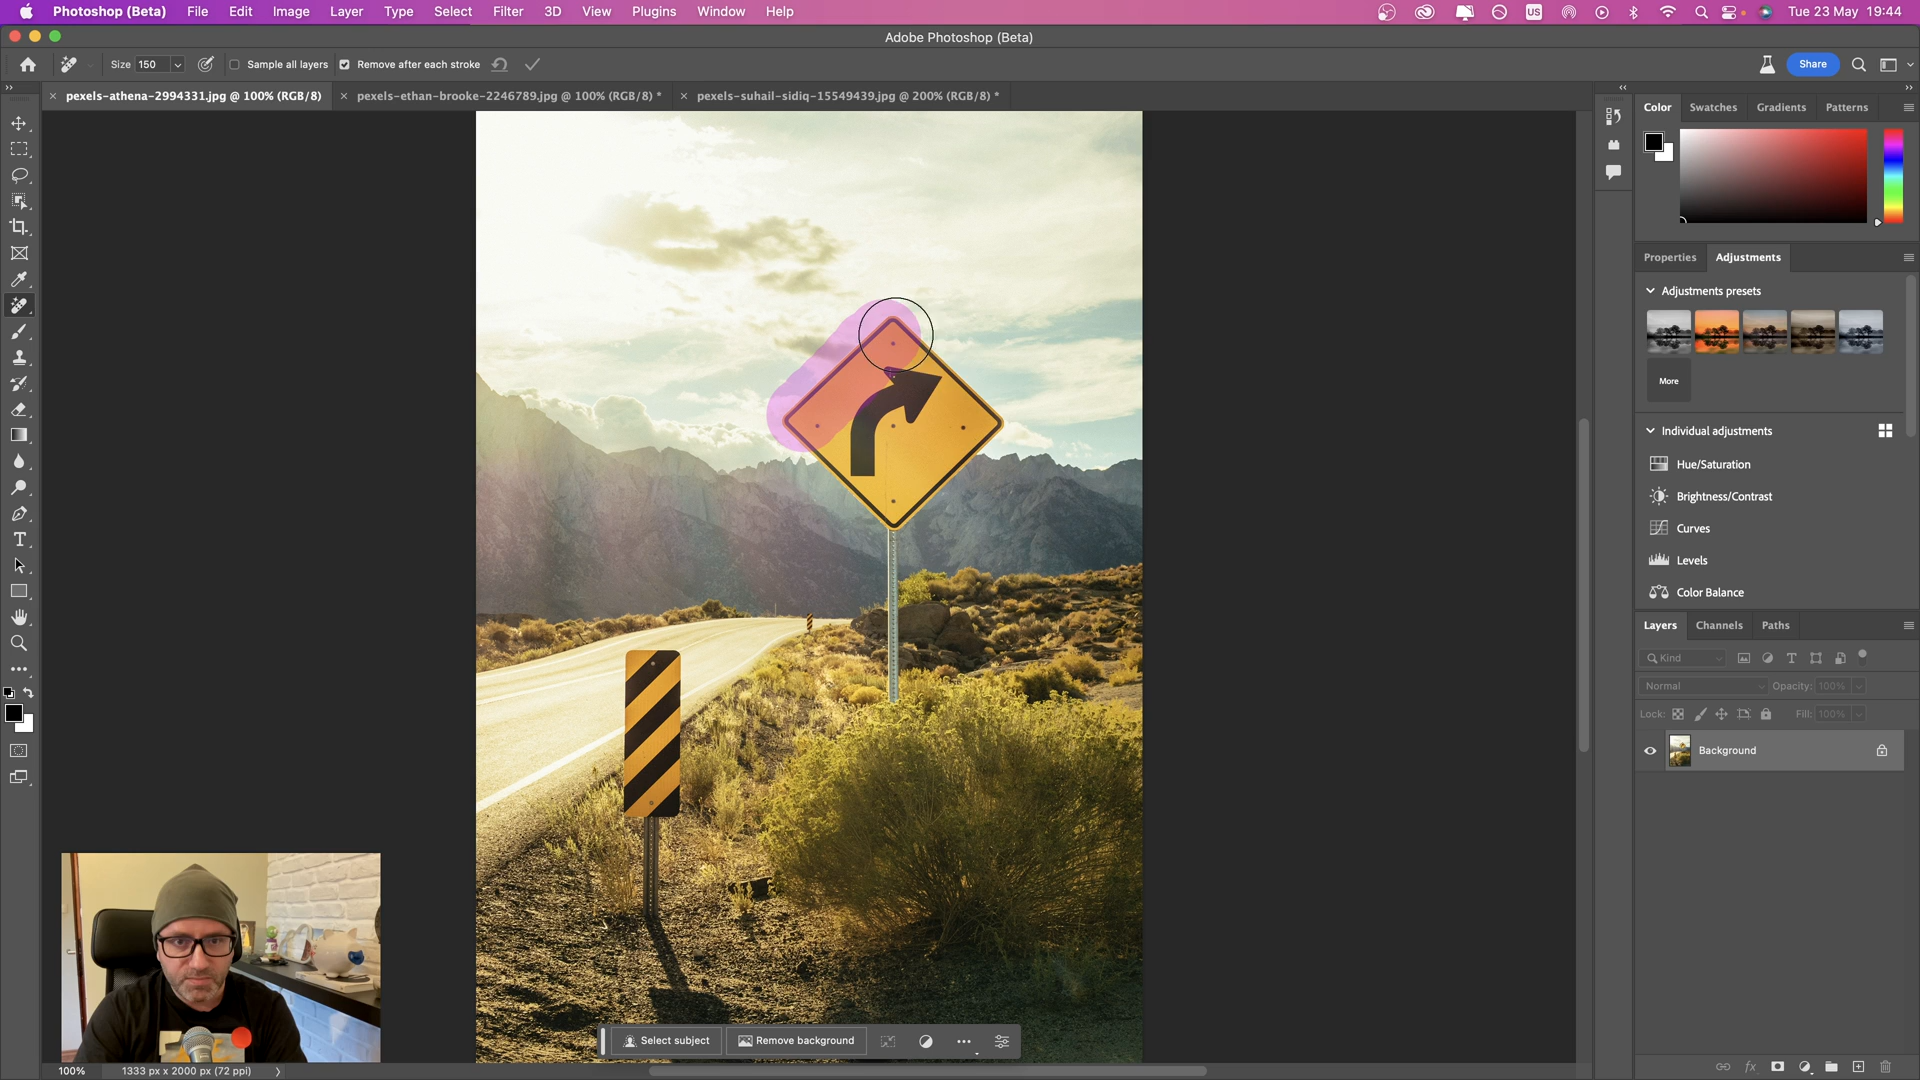 Photoshop (Beta) File Edit Image Layer Type Select Filter 3D View Plugins Window Help US Tue 23 May 19:44
Adobe Photoshop (Beta)
Size 150 Sample all layers Remove after each stroke Share
pexels-athena-2994331.jpg @ 100% (RGB/8) pexels-ethan-brooke-2246789.jpg @ 100% (RGB/8) * pexels-suhail-sidiq-15549439.jpg @ 200% (RGB/8) *
Color Swatches Gradients Patterns
Properties Adjustments
Adjustments presets
More
Individual adjustments
Hue/Saturation
Brightness/Contrast
Curves
Levels
Color Balance
Layers Channels Paths
Kind
Normal Opacity: 100%
Lock: Fill: 100%
Background
Select subject Remove background
100% 1333 px x 2000 px (72 ppi)